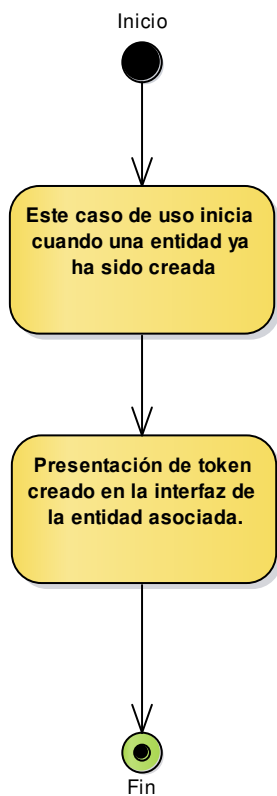 Inicio
Este caso de uso inicia
cuando una entidad ya
ha sido creada
Presentación de token
creado en la interfaz de
la entidad asociada.
Fin